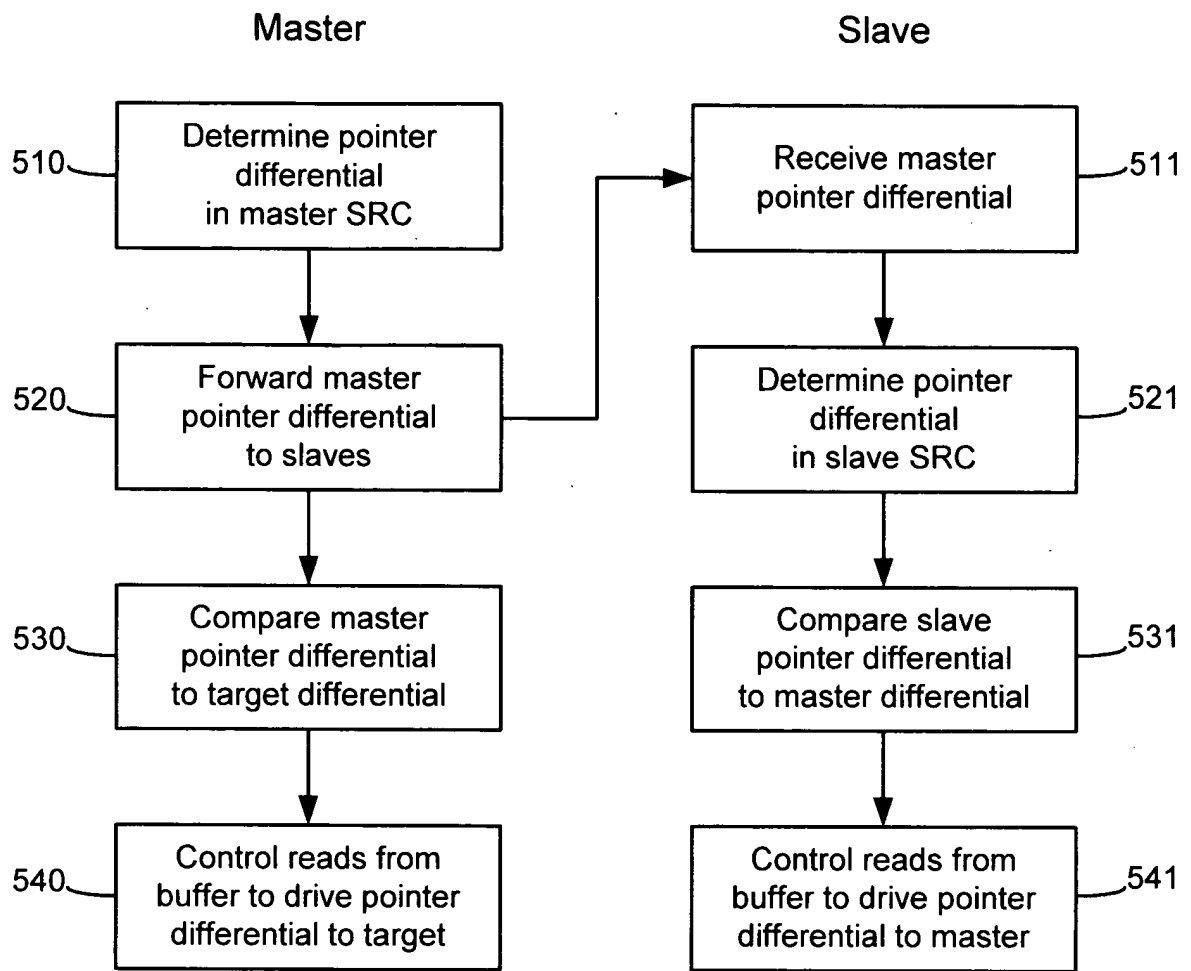 Master
Slave
510
Determine pointer
differential
in master SRC
Receive master
pointer differential
511
520
Forward master
pointer differential
to slaves
Determine pointer
differential
in slave SRC
521
530
Compare master
pointer differential
to target differential
Compare slave
pointer differential
to master differential
531
540
Control reads from
buffer to drive pointer
differential to target
Control reads from
buffer to drive pointer
differential to master
541